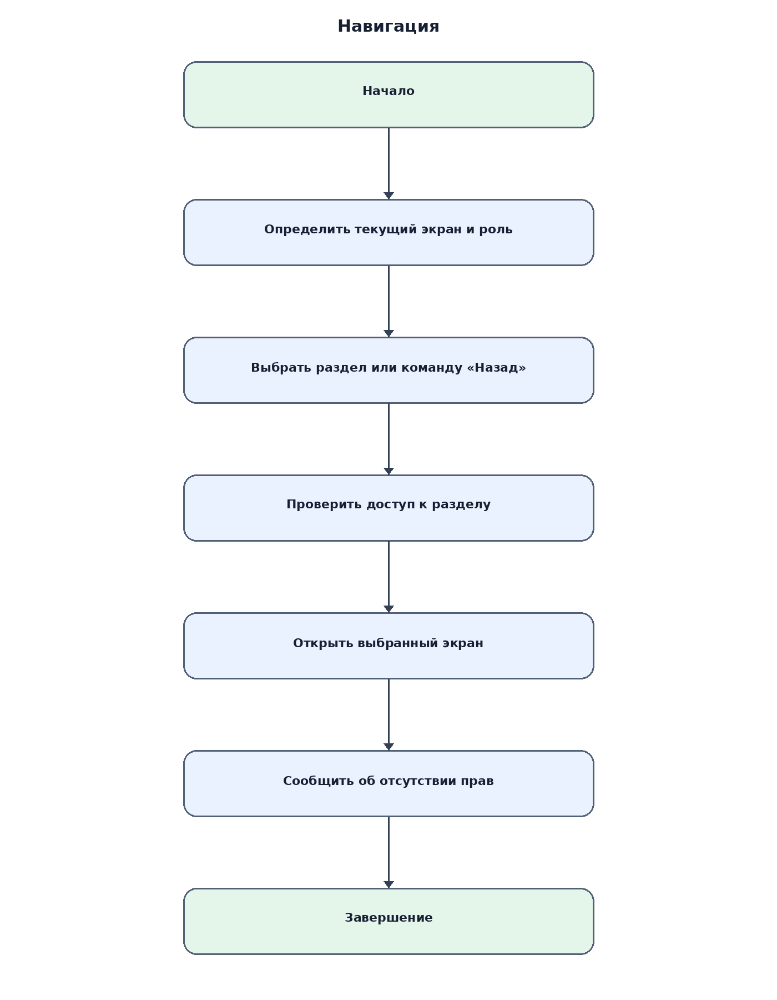 Навигация
Начало
Определить текущий экран и роль
Выбрать раздел или команду «Назад»
Проверить доступ к разделу
Открыть выбранный экран
Сообщить об отсутствии прав
Завершение